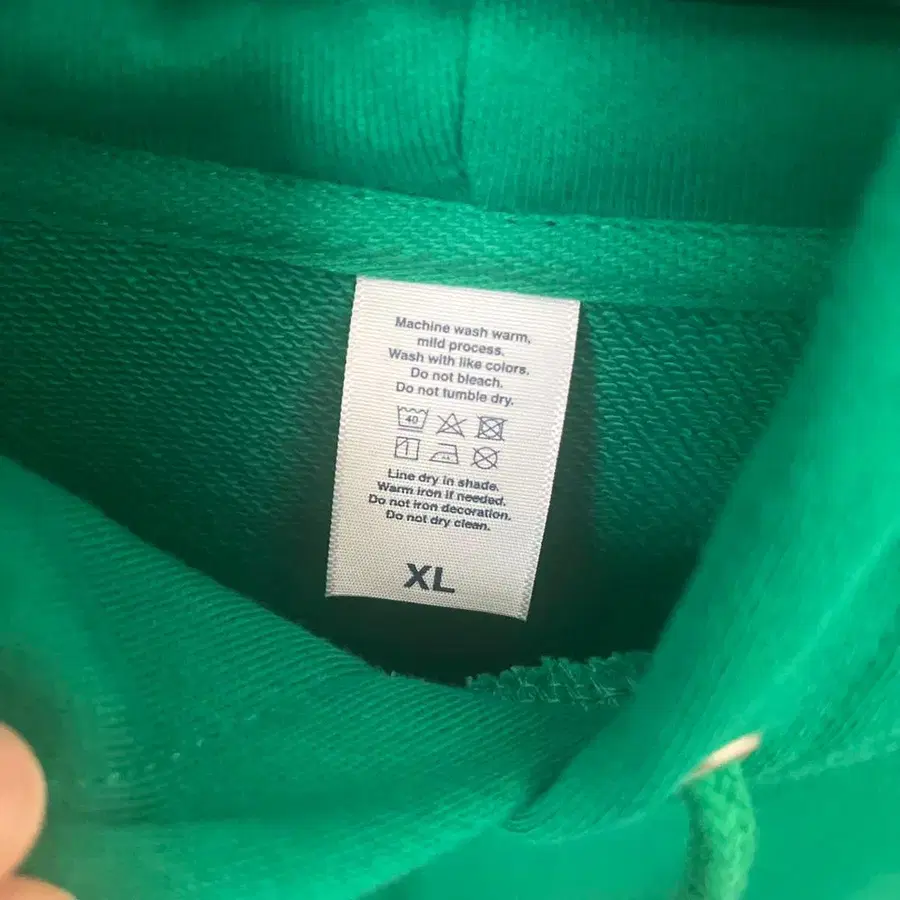 Machine wash warm,
mild process.
Wash with like colors.
Do not bleach.
Do not tumble dry.
40
Line dry in shade.
Warm iron if needed.
Do not iron decoration.
Do not dry clean.
XL